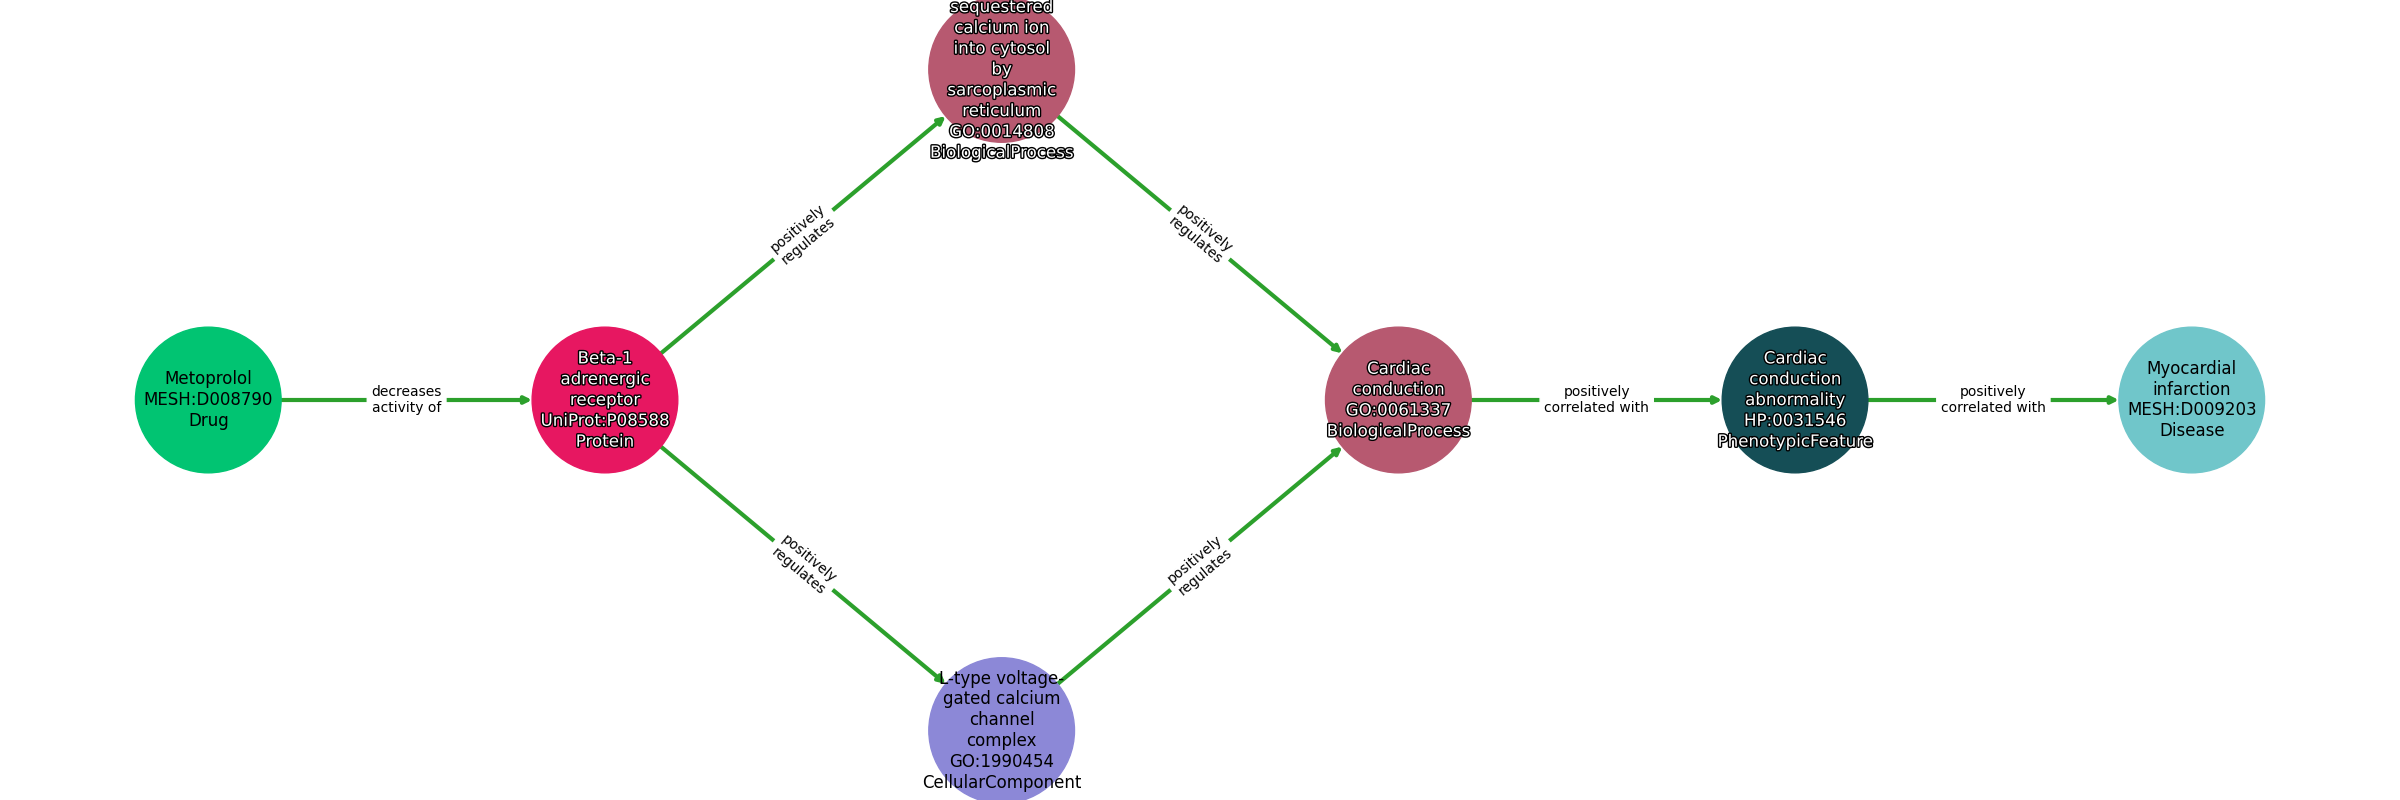 sequestered
calcium ion
into cytosol
by
sarcoplasmic
reticulum
GO:0014808
BiologicalProcess
positively
regulates
positively
regulates
Metoprolol
MESH:D008790
Drug
decreases
activity of
Beta-1
adrenergic
receptor
UniProt:P08588
Protein
Cardiac
conduction
GO:0061337
BiologicalProcess
positively
correlated with
Cardiac
conduction
abnormality
HP:0031546
PhenotypicFeature
positively
correlated with
Myocardial
infarction
MESH:D009203
Disease
positively
regulates
positively
regulates
L-type voltage-
gated calcium
channel
complex
GO:1990454
CellularComponent